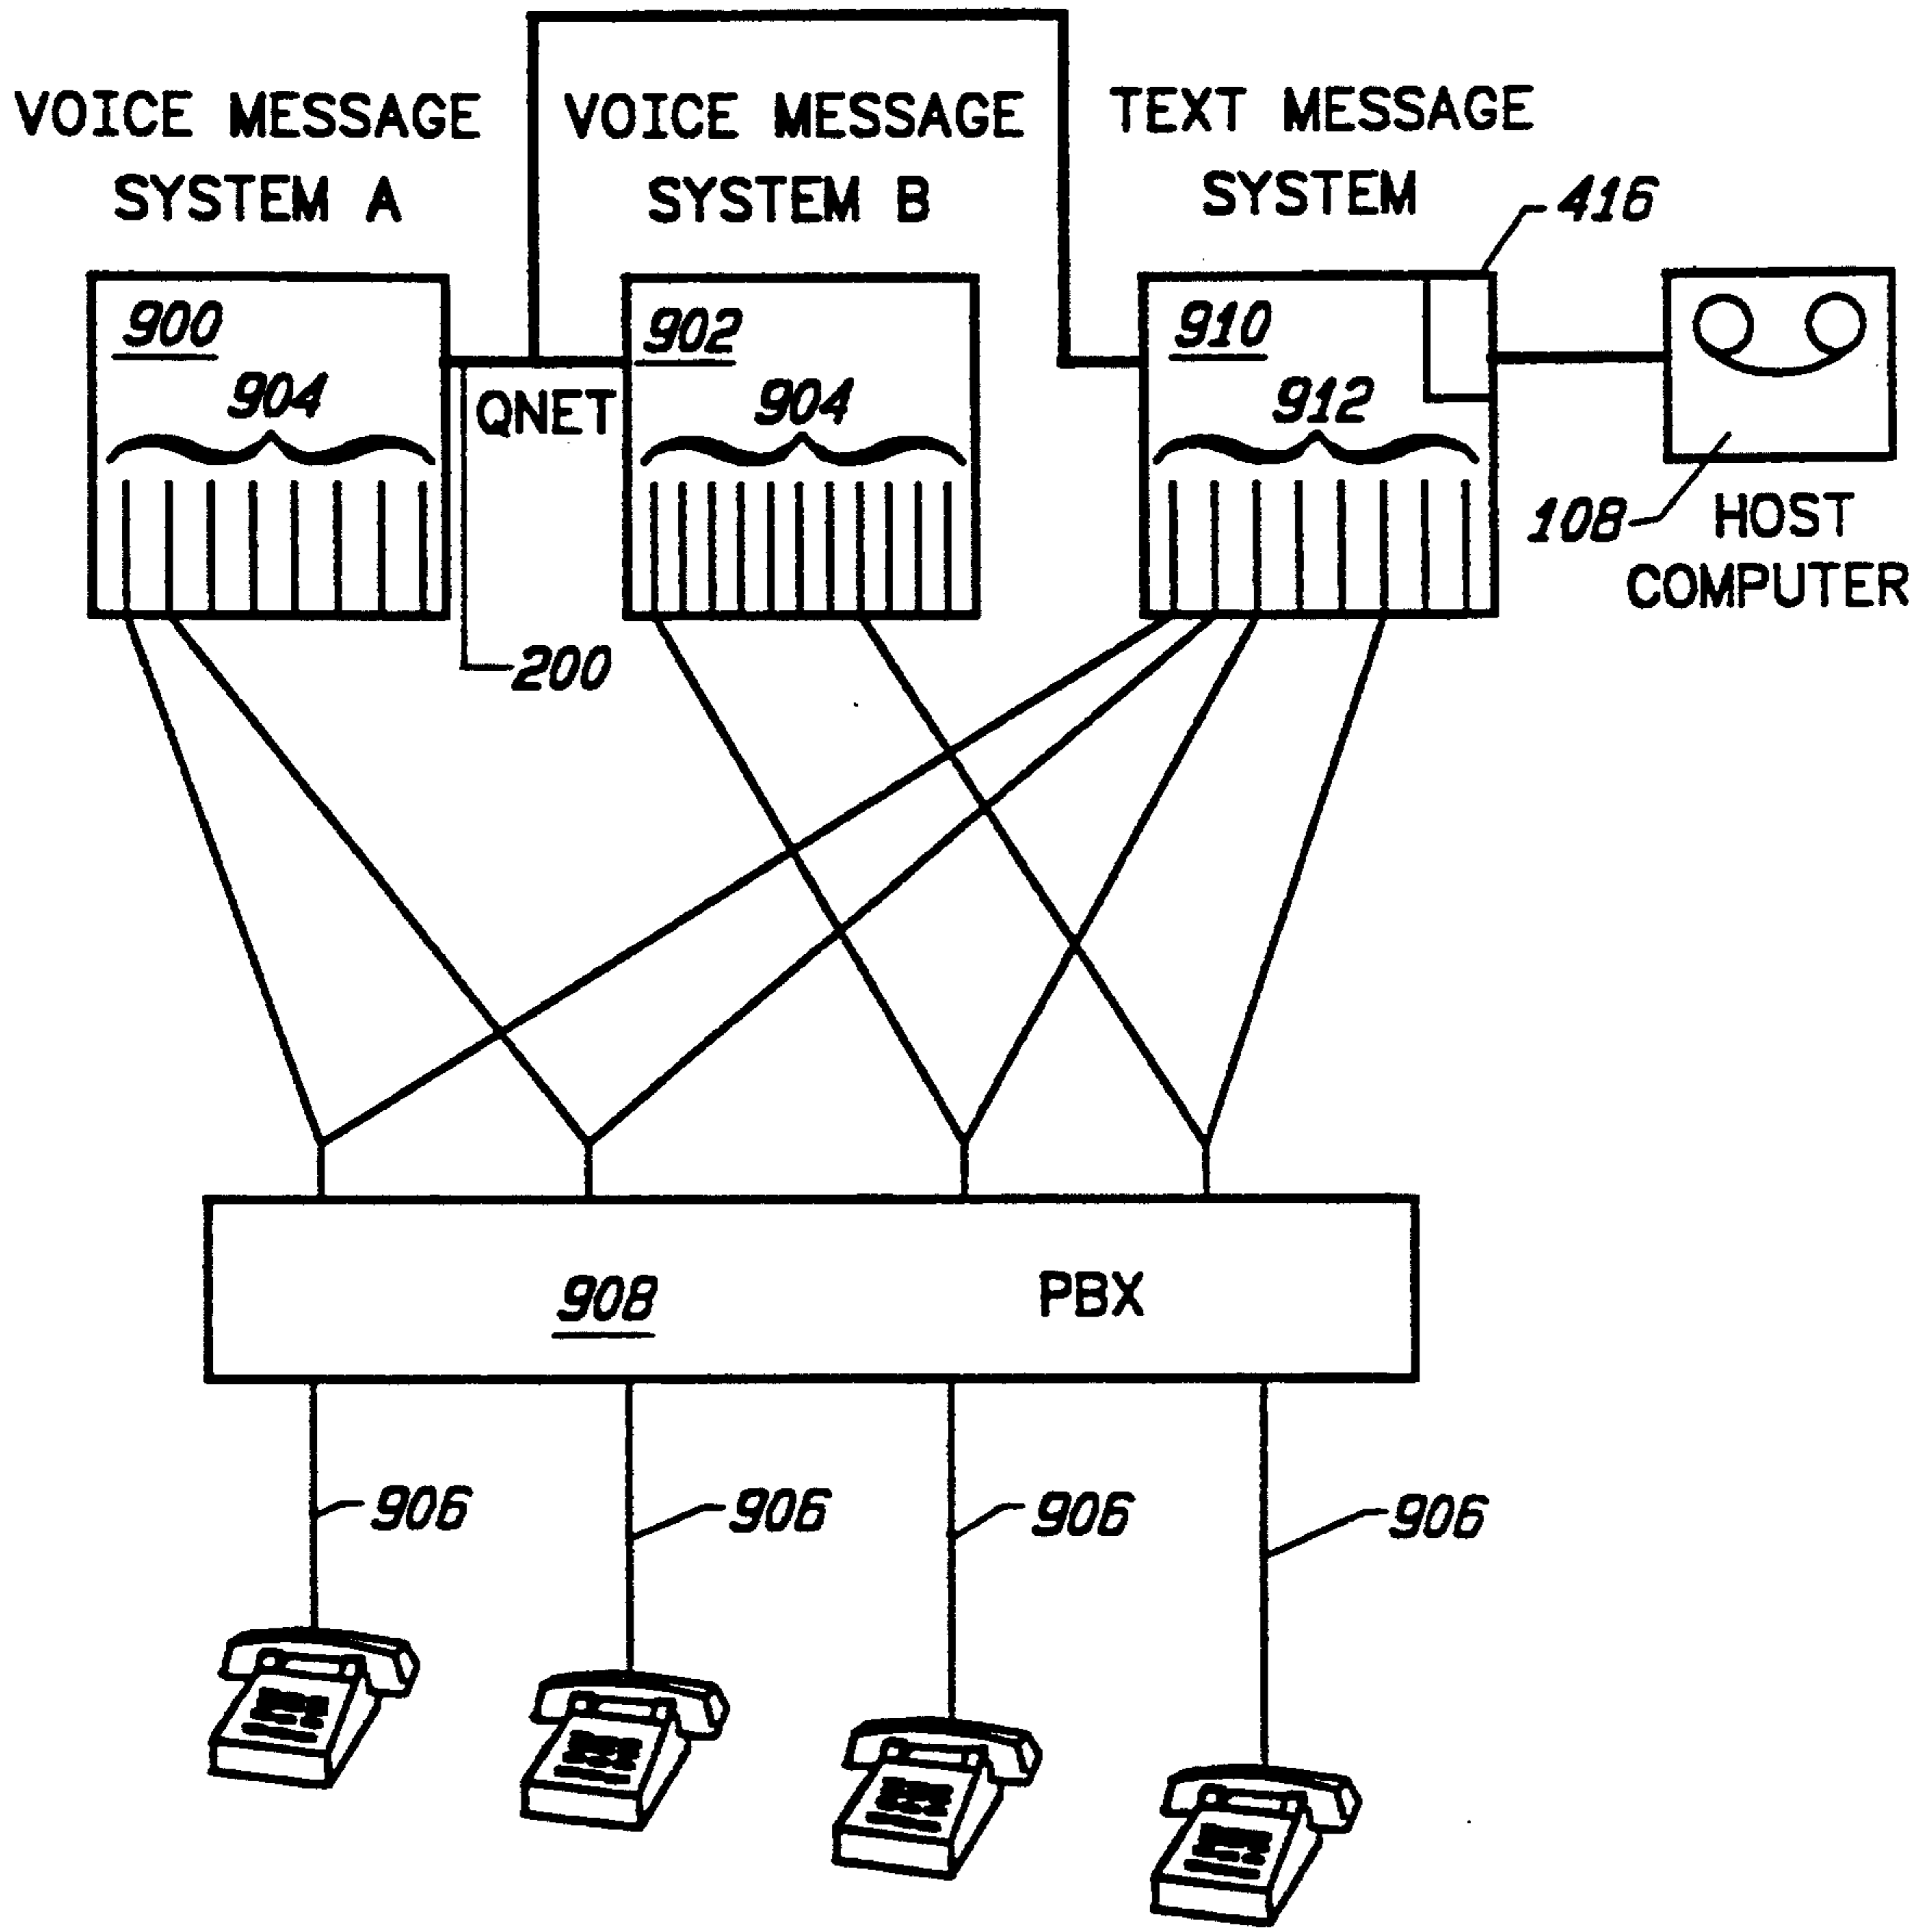 VOICE MESSAGE
SYSTEM A
VOICE MESSAGE
SYSTEM B
TEXT MESSAGE
SYSTEM
416
900
904
QNET
902
904
910
912
108
HOST
COMPUTER
200
908
PBX
906
906
906
906